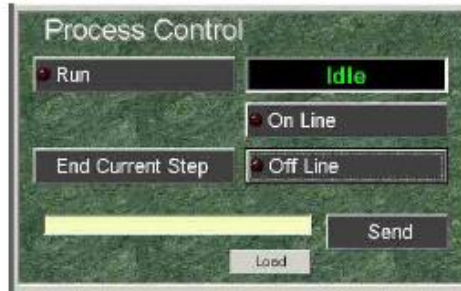 Process Control
Run
Idle
On Line
End Current Step
Off Line
Send
Load